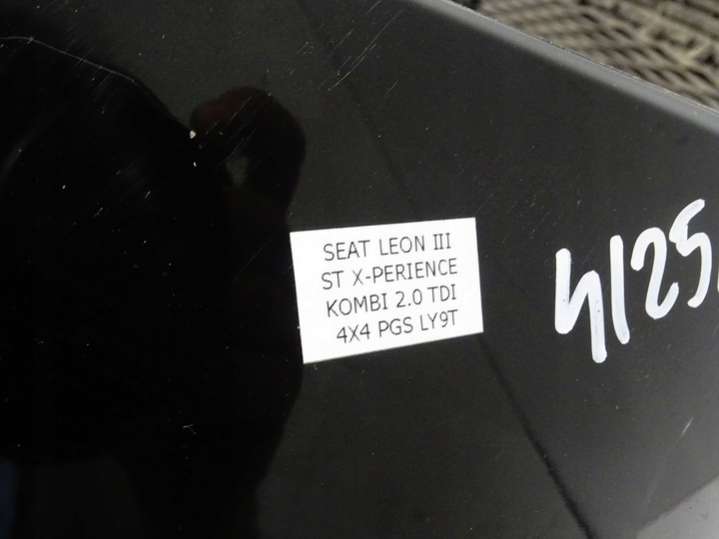 SEAT LEON III
ST X-PERIENCE
KOMBI 2.0 TDI
4X4 PGS LY9T
4125